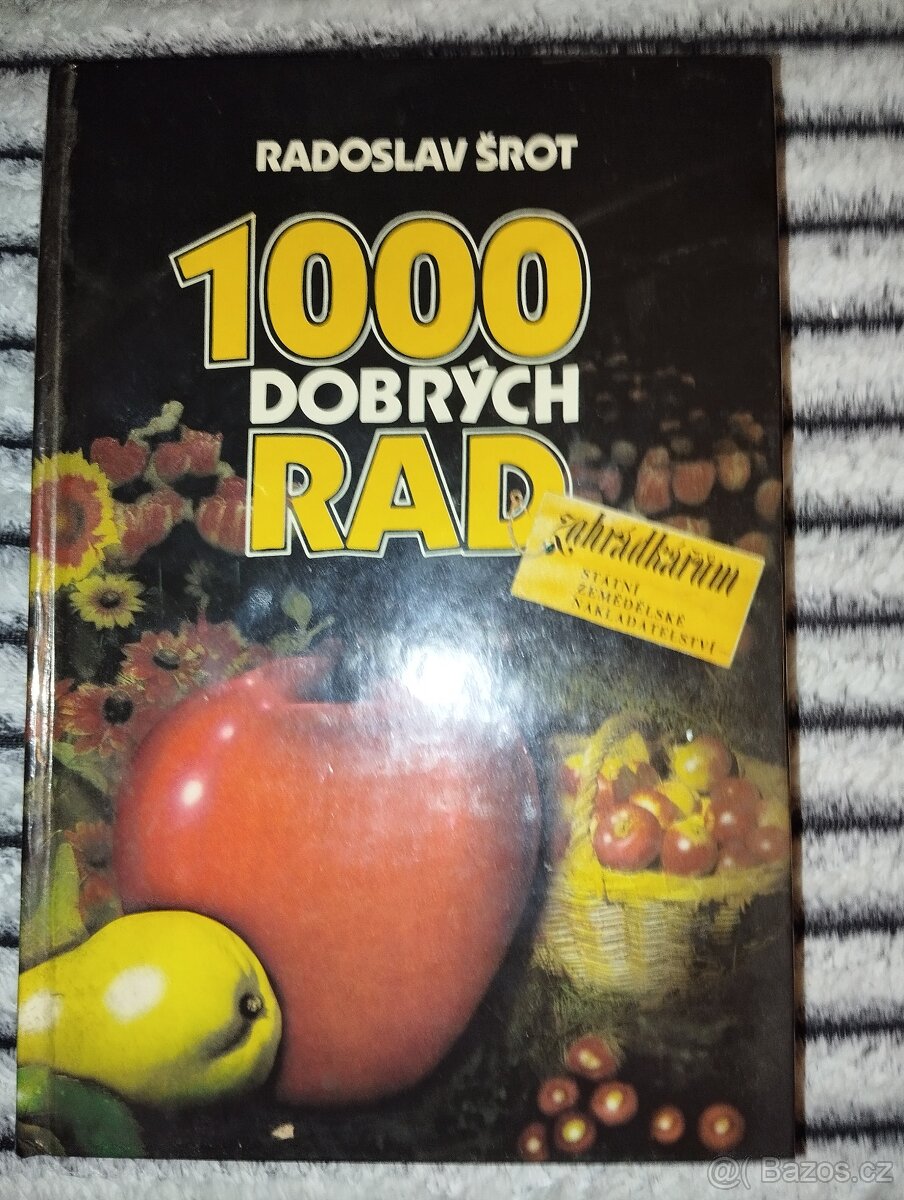 RADOSLAV ŠROT
1000
DOBRÝCH
RAD
zahrádkářům
STÁTNÍ
ZEMĚDĚLSKÉ
NAKLADATELSTVÍ
@( Bazos.cz